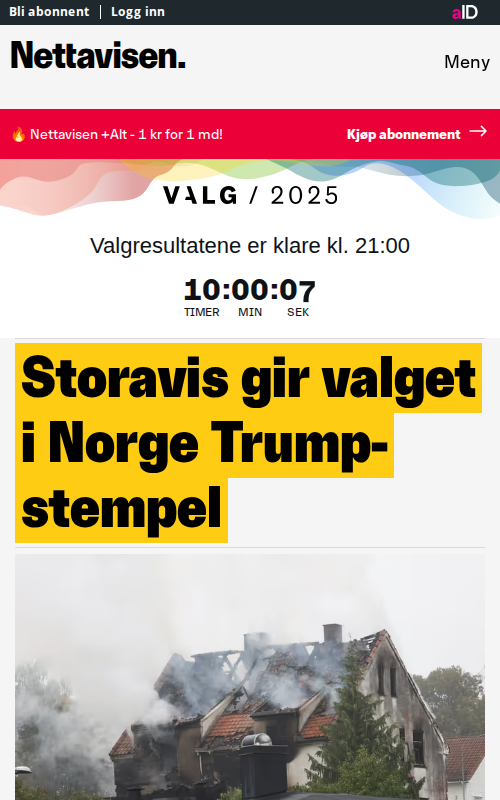 Bli abonnent | Logg inn
aID
Nettavisen.
Meny
🔥 Nettavisen +Alt - 1 kr for 1 md!
Kjøp abonnement →
VALG / 2025
Valgresultatene er klare kl. 21:00
10:00:07
TIMER MIN SEK
Storavis gir valget
i Norge Trump-
stempel